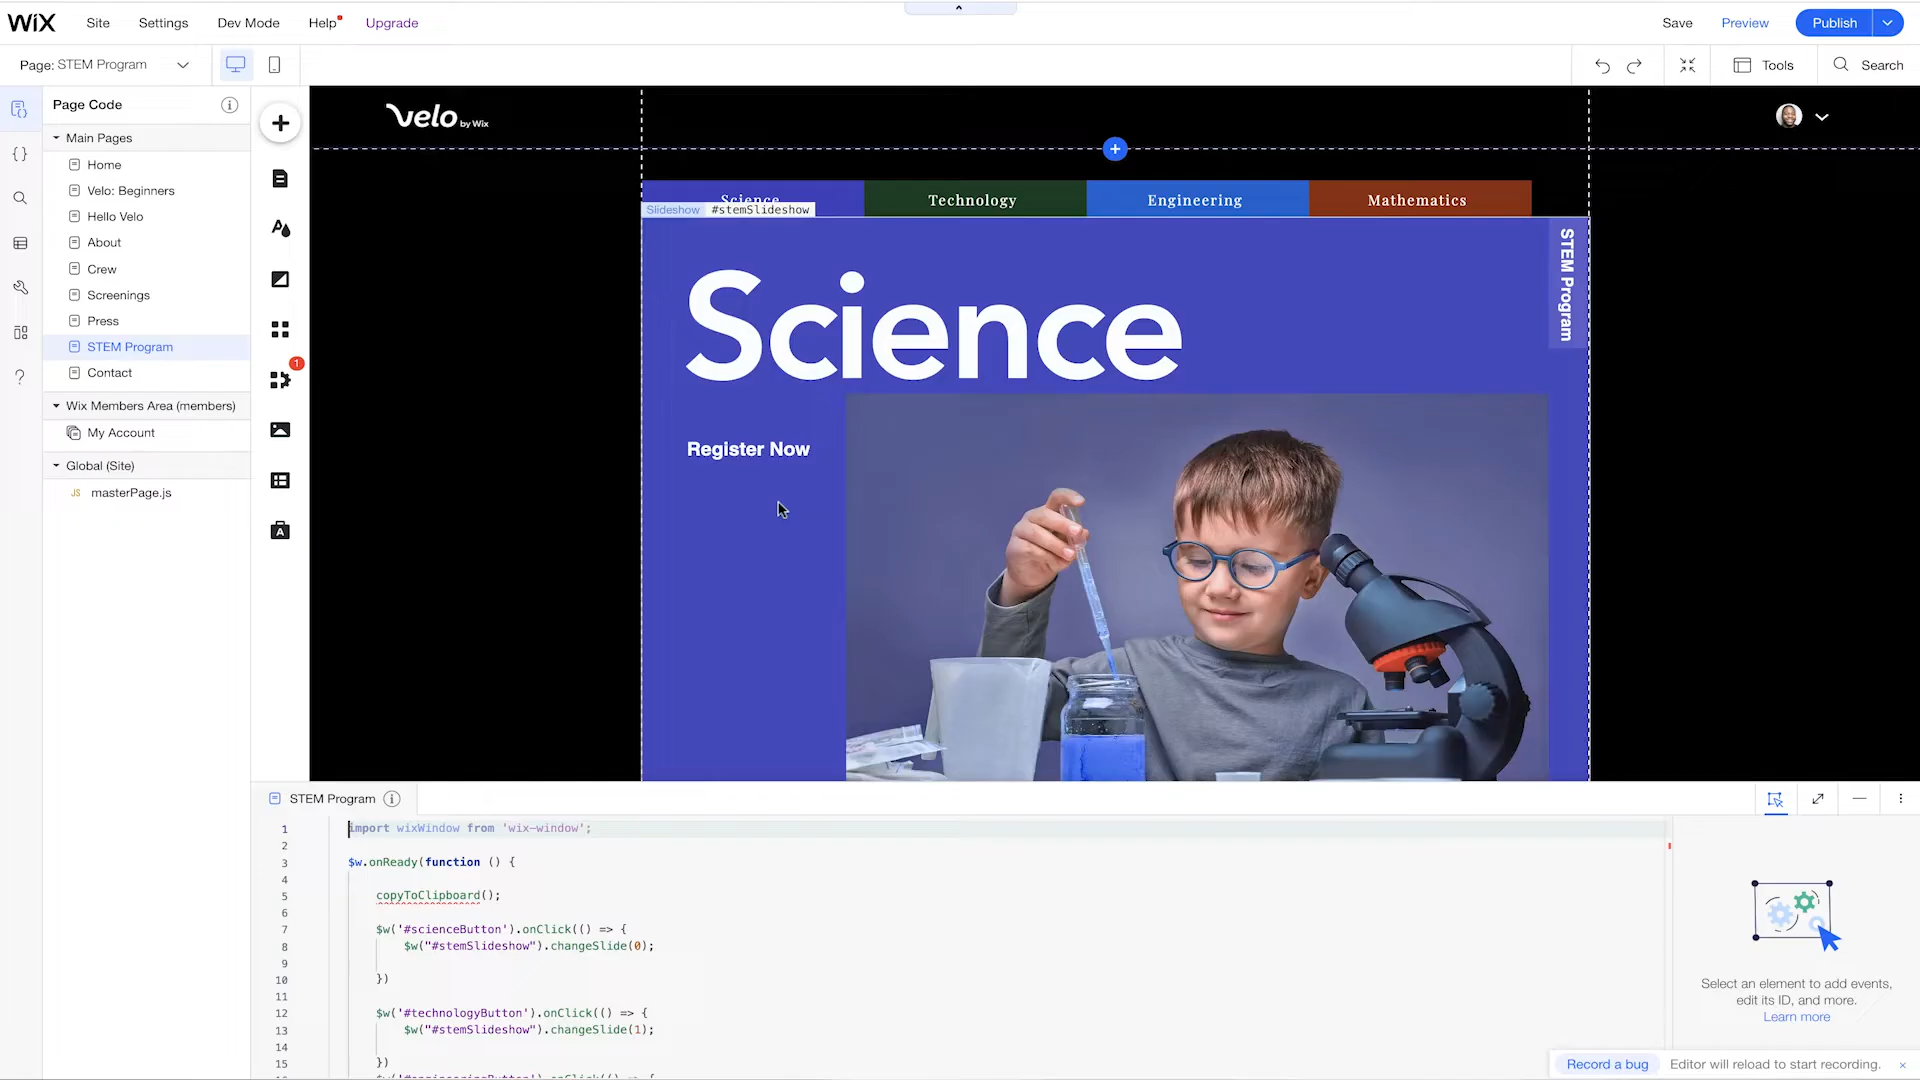 WiX
Site
Settings
Dev Mode
Help
Upgrade
Save
Preview
Publish
Page: STEM Program
Tools
Search
Page Code
Main Pages
Home
Velo: Beginners
Hello Velo
About
Crew
Screenings
Press
STEM Program
Contact
Wix Members Area (members)
My Account
Global (Site)
JS masterPage.js
1
velo by Wix
Science
Technology
Engineering
Mathematics
Slideshow #stemSlideshow
STEM Program
Science
Register Now
STEM Program
1 import wixWindow from 'wix-window';
2
3 $w.onReady(function () {
4
5 copyToClipboard();
6
7 $w('#scienceButton').onClick(() => {
8 $w("#stemSlideshow").changeSlide(0);
9
10 })
11
12 $w('#technologyButton').onClick(() => {
13 $w("#stemSlideshow").changeSlide(1);
14
15 })
Select an element to add events,
edit its ID, and more.
Learn more
Record a bug
Editor will reload to start recording.